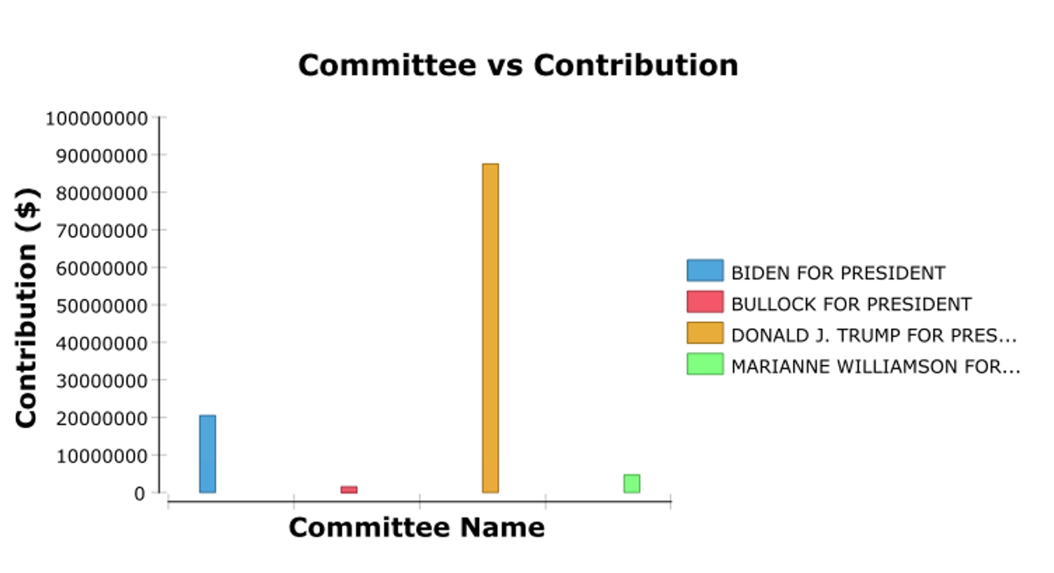 Committee vs Contribution
Contribution ($)
100000000
90000000
80000000
70000000
60000000
50000000
40000000
30000000
20000000
10000000
0
Committee Name
BIDEN FOR PRESIDENT
BULLOCK FOR PRESIDENT
DONALD J. TRUMP FOR PRES...
MARIANNE WILLIAMSON FOR...